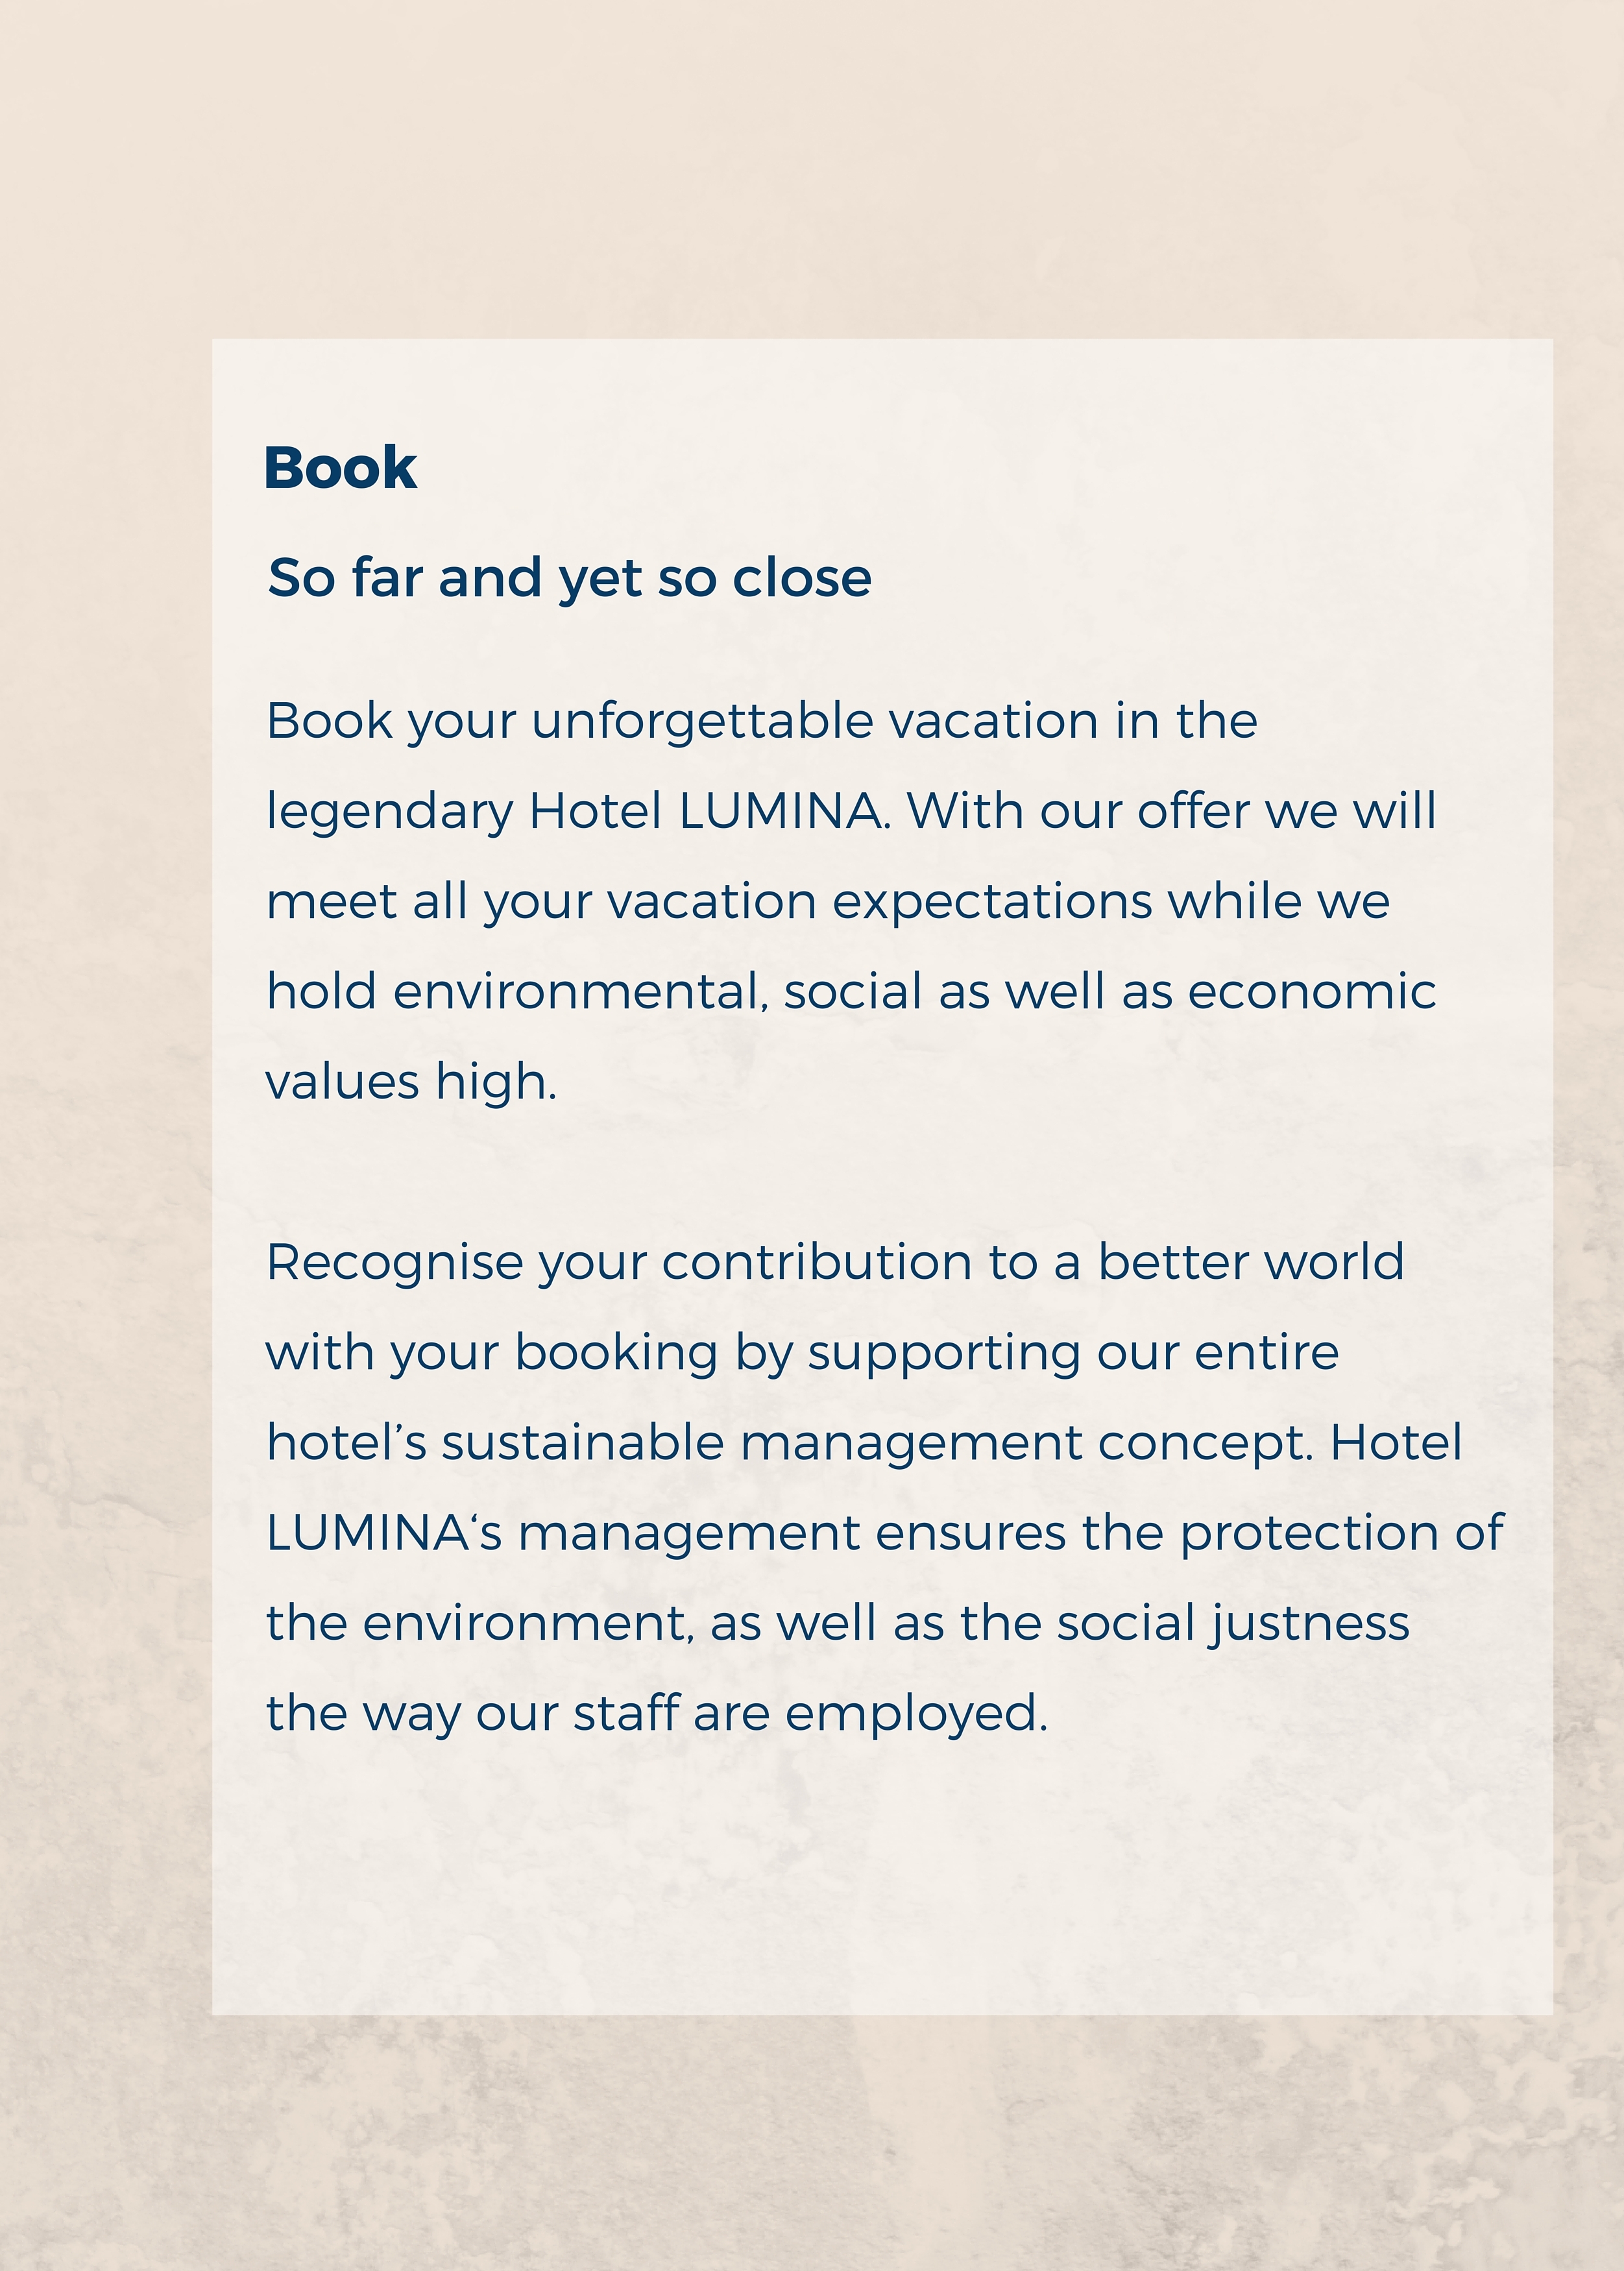 Book
So far and yet so close
Book your unforgettable vacation in the
legendary Hotel LUMINA. With our offer we will
meet all your vacation expectations while we
hold environmental, social as well as economic
values high.
Recognise your contribution to a better world
with your booking by supporting our entire
hotel’s sustainable management concept. Hotel
LUMINA‘s management ensures the protection of
the environment, as well as the social justness
the way our staff are employed.